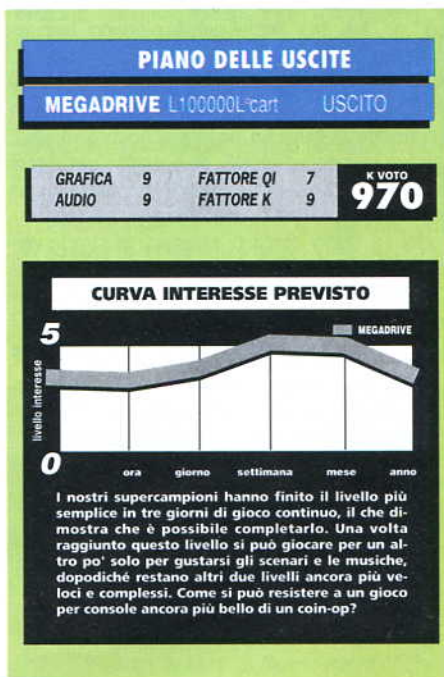 PIANO DELLE USCITE
MEGADRIVE L100000L cart USCITO
GRAFICA 9 FATTORE QI 7
AUDIO 9 FATTORE K 9
K VOTO
970
CURVA INTERESSE PREVISTO
5
MEGADRIVE
livello interesse
0
ora giorno settimana mese anno
I nostri supercampioni hanno finito il livello più
semplice in tre giorni di gioco continuo, il che di-
mostra che è possibile completarlo. Una volta
raggiunto questo livello si può giocare per un al-
tro po' solo per gustarsi gli scenari e le musiche,
dopodiché restano altri due livelli ancora più ve-
loci e complessi. Come si può resistere a un gioco
per console ancora più bello di un coin-op?